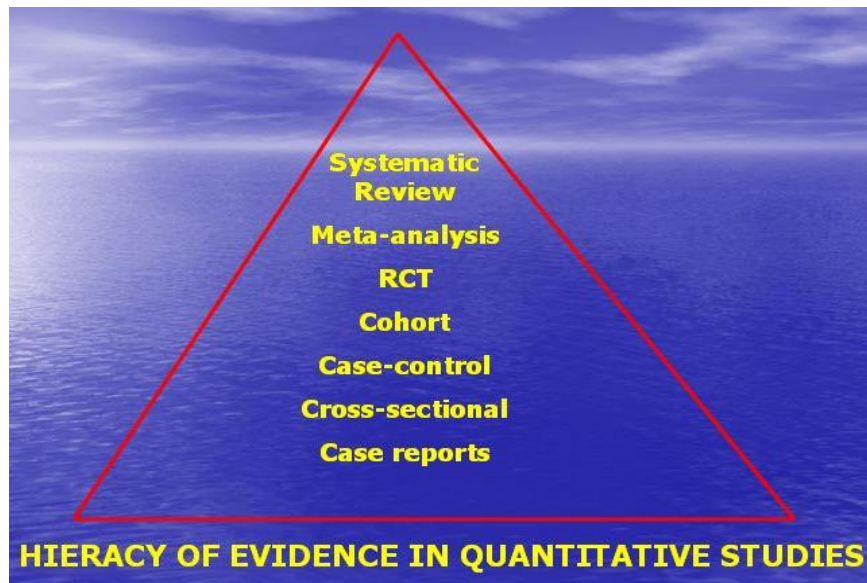 Systematic
Review
Meta-analysis
RCT
Cohort
Case-control
Cross-sectional
Case reports
HIERACY OF EVIDENCE IN QUANTITATIVE STUDIES